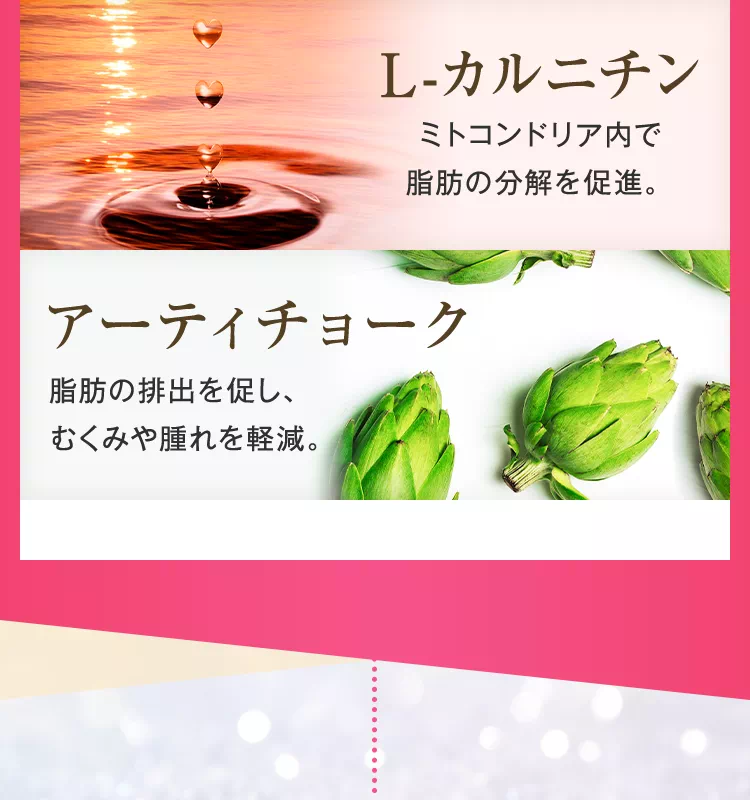 L-カルニチン
ミトコンドリア内で
脂肪の分解を促進。
アーティチョーク
脂肪の排出を促し、
むくみや腫れを軽減。